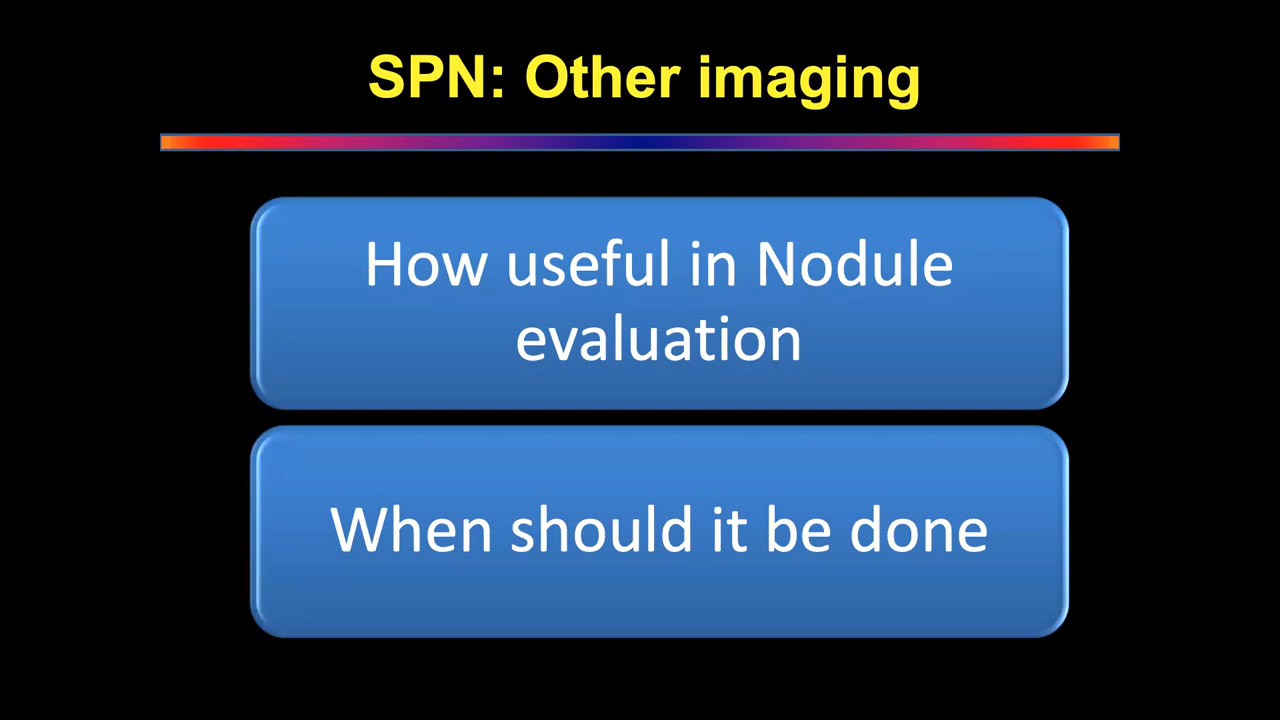 SPN: Other imaging
How useful in Nodule
evaluation
When should it be done